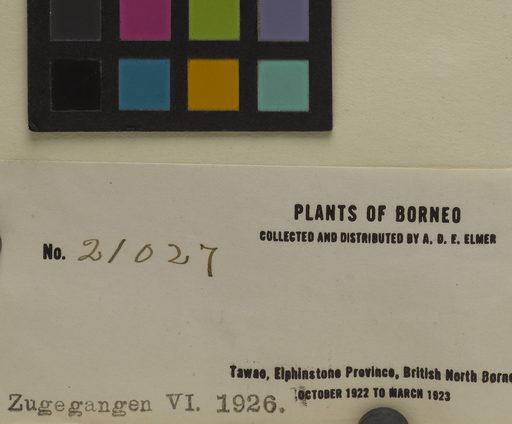 PLANTS OF BORNEO
COLLECTED AND DISTRIBUTED BY A. D. E. ELMER
No. 21027
Tawao, Elphinstone Province, British North Borne
OCTOBER 1922 TO MARCH 1923
Zugegangen VI. 1926.